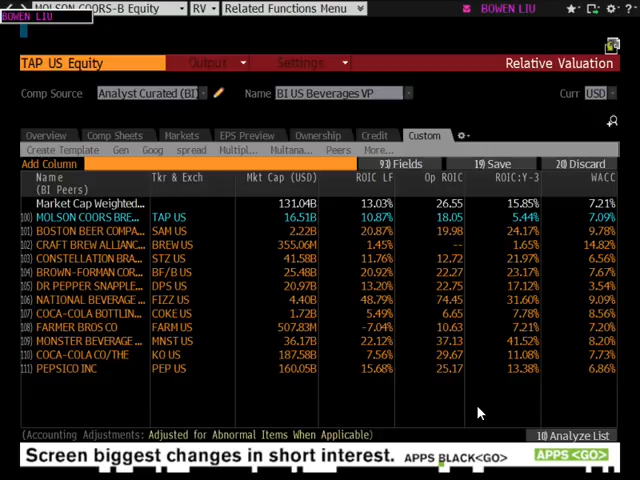 MOLSON COORS-B Equity RV Related Functions Menu BOWEN LIU
BOWEN LIU
TAP US Equity Output Settings Relative Valuation
Comp Source Analyst Curated (BI) Name BI US Beverages VP Curr USD
Overview Comp Sheets Markets EPS Preview Ownership Credit Custom
Create Template Gen Goog spread Multipl... Multana... Peers More...
Add Column 93) Fields 19) Save 20) Discard
Name Tkr & Exch Mkt Cap (USD) ROIC LF Op ROIC ROIC:Y-3 WACC
(BI Peers)
Market Cap Weighted... 131.04B 13.03% 26.55 15.85% 7.21%
100) MOLSON COORS BRE... TAP US 16.51B 10.87% 18.05 5.44% 7.09%
101) BOSTON BEER COMPA... SAM US 2.22B 20.87% 19.98 24.17% 9.78%
102) CRAFT BREW ALLIANC... BREW US 355.06M 1.45% -- 1.65% 14.82%
103) CONSTELLATION BRA... STZ US 41.58B 11.76% 12.72 21.97% 6.56%
104) BROWN-FORMAN COR... BF/B US 25.48B 20.92% 22.27 23.17% 7.67%
105) DR PEPPER SNAPPLE... DPS US 20.97B 13.20% 22.75 17.12% 3.54%
106) NATIONAL BEVERAGE ... FIZZ US 4.40B 48.79% 74.45 31.60% 9.09%
107) COCA-COLA BOTTLIN... COKE US 1.72B 5.49% 6.65 7.78% 8.56%
108) FARMER BROS CO FARM US 507.83M -7.04% 10.63 7.21% 7.20%
109) MONSTER BEVERAGE ... MNST US 36.17B 22.12% 37.13 41.52% 8.20%
110) COCA-COLA CO/THE KO US 187.58B 7.56% 29.67 11.08% 7.73%
111) PEPSICO INC PEP US 160.05B 15.68% 25.17 13.38% 6.86%
(Accounting Adjustments: Adjusted for Abnormal Items When Applicable) 10) Analyze List
Screen biggest changes in short interest. APPS BLACK<GO> APPS <GO>